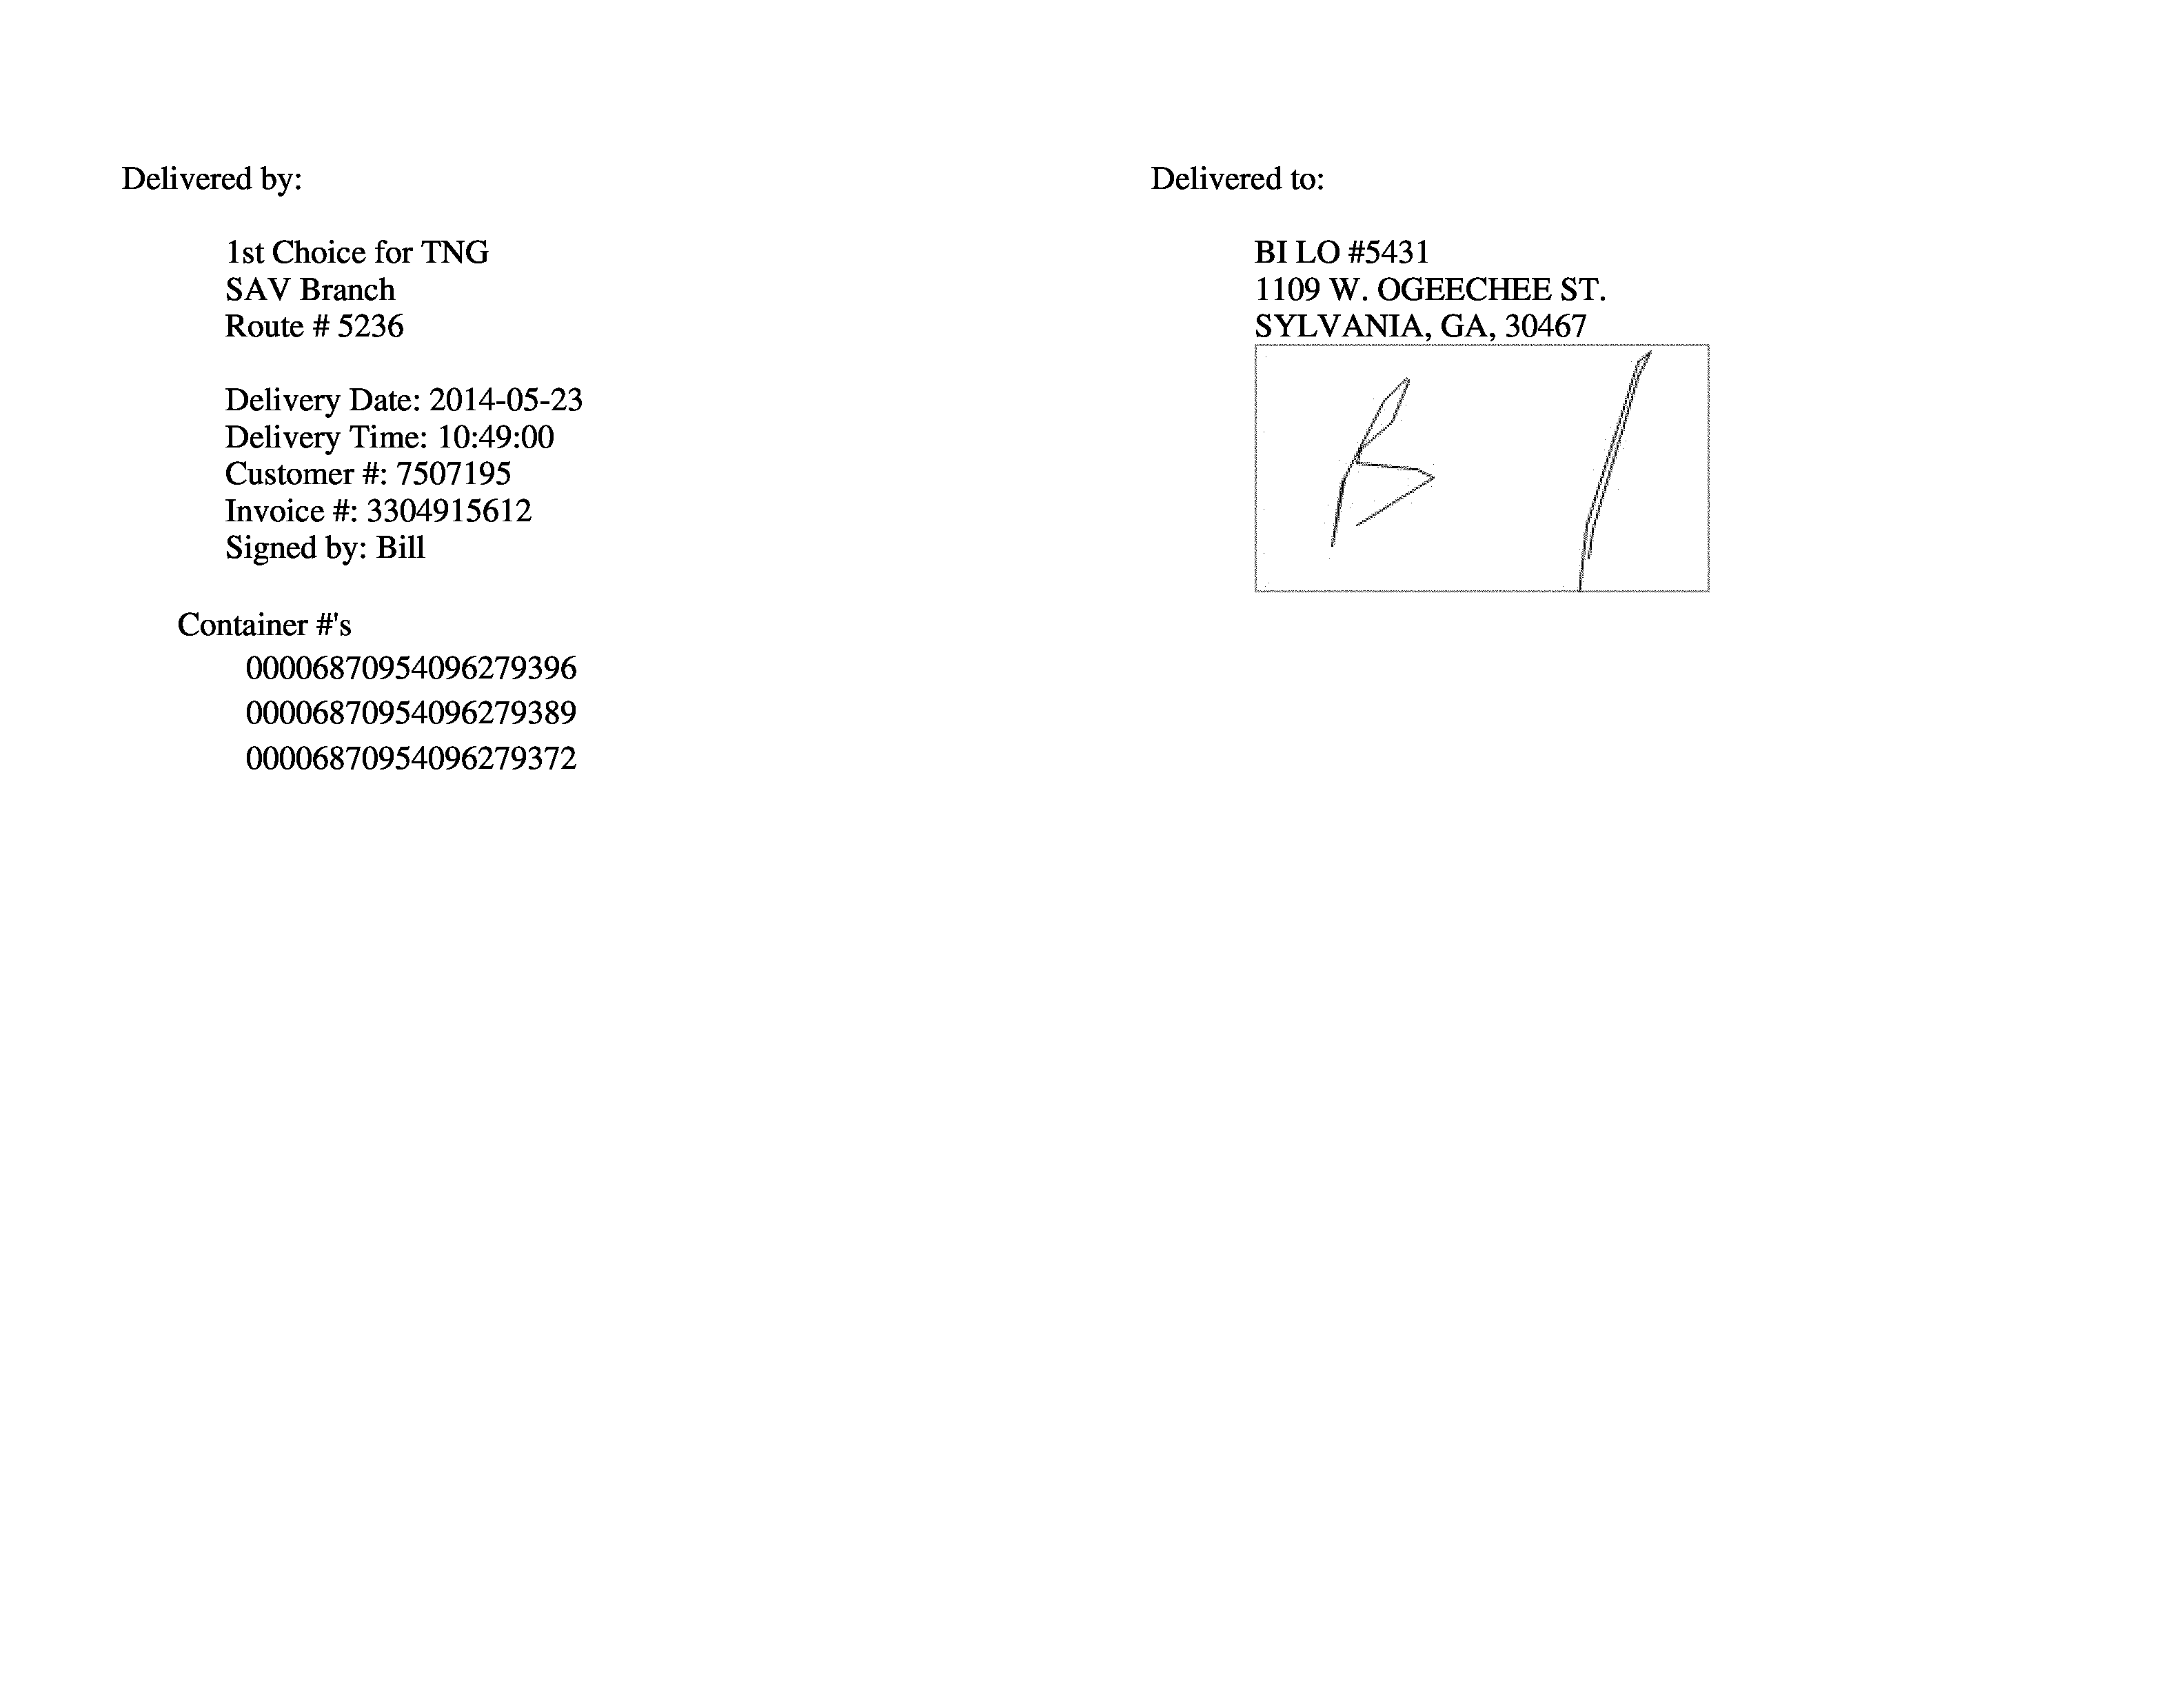 Delivered by:
1st Choice for TNG
SAV Branch
Route # 5236
Delivery Date: 2014-05-23
Delivery Time: 10:49:00
Customer #: 7507195
Invoice #: 3304915612
Signed by: Bill
Container #'s
00006870954096279396
00006870954096279389
00006870954096279372
Delivered to:
BI LO #5431
1109 W. OGEECHEE ST.
SYLVANIA, GA, 30467